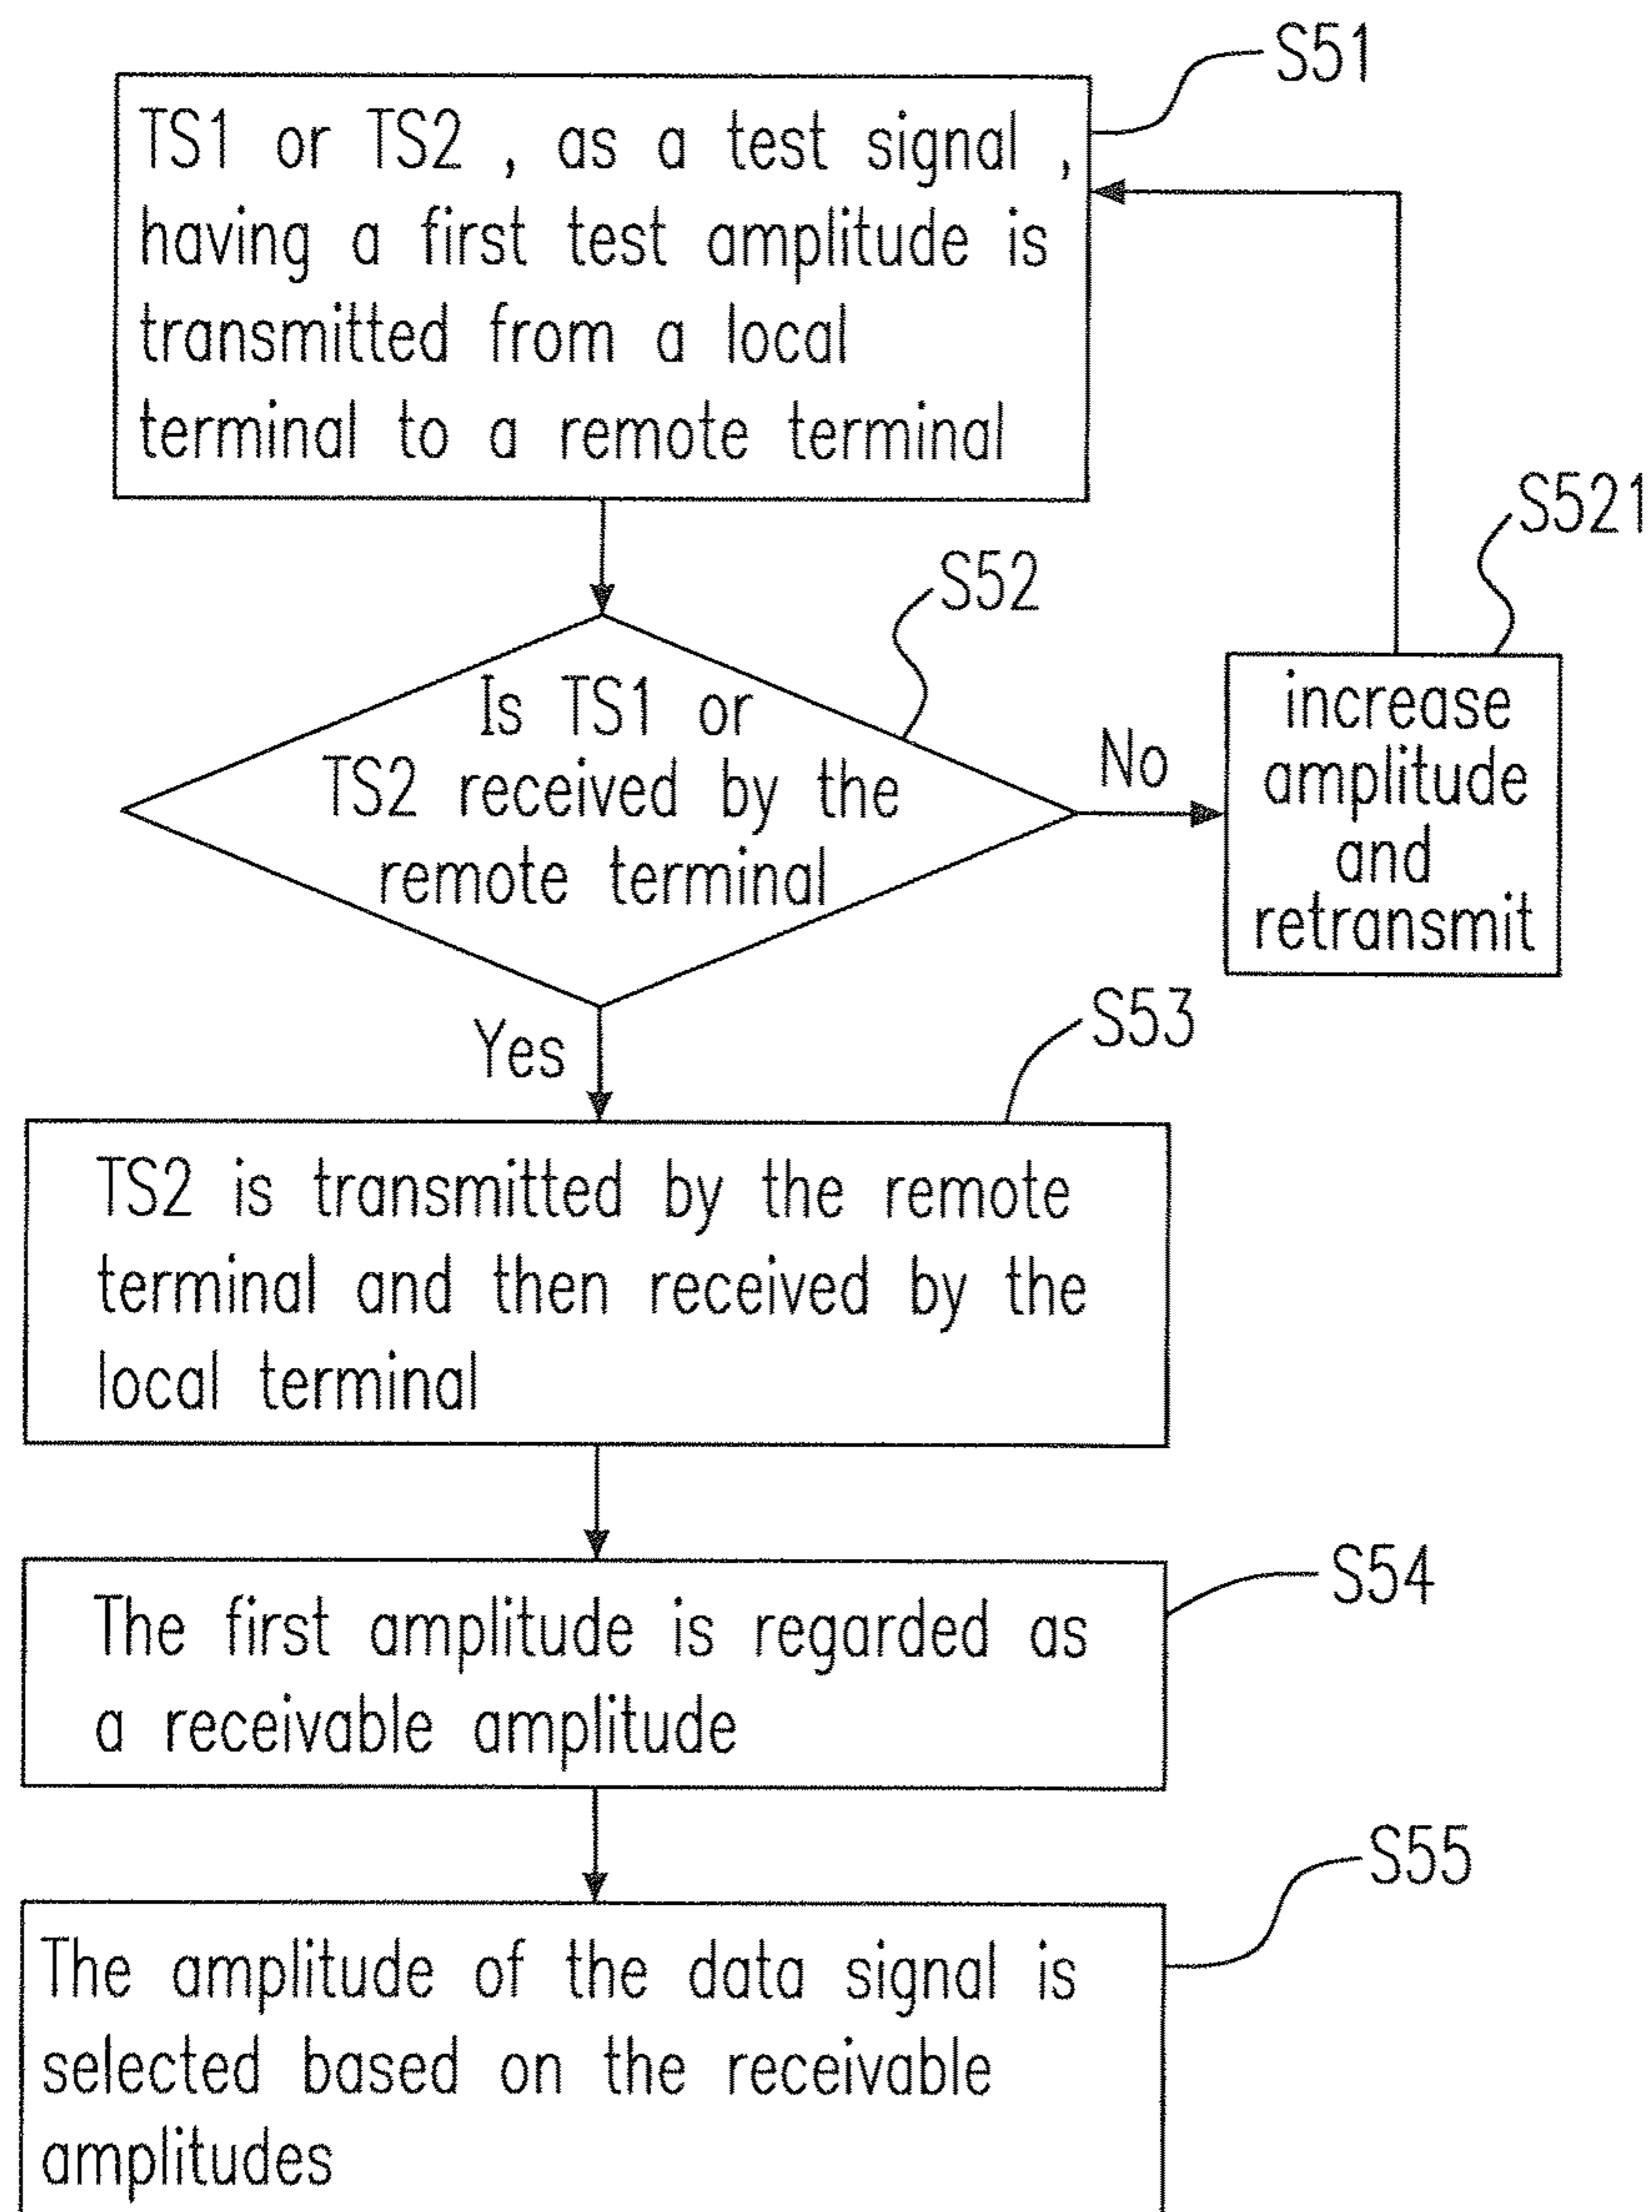 S51
TS1 or TS2 , as a test signal ,
having a first test amplitude is
transmitted from a local
terminal to a remote terminal
S52
Is TS1 or
TS2 received by the
remote terminal
No
S521
increase
amplitude
and
retransmit
Yes
S53
TS2 is transmitted by the remote
terminal and then received by the
local terminal
S54
The first amplitude is regarded as
a receivable amplitude
S55
The amplitude of the data signal is
selected based on the receivable
amplitudes